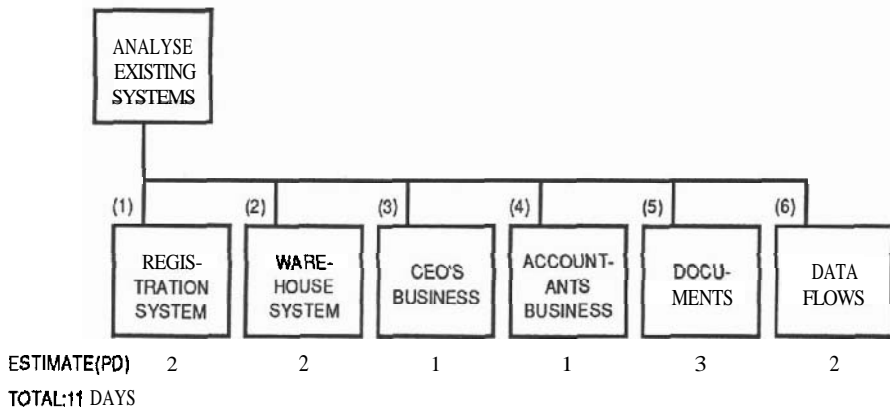 ANALYSE
EXISTING
SYSTEMS
(1)
(2)
(3)
(4)
(5)
(6)
REGIS-
TRATION
SYSTEM
WARE-
HOUSE
SYSTEM
CEO'S
BUSINESS
ACCOUNT-
ANTS
BUSINESS
DOCU-
MENTS
DATA
FLOWS
ESTIMATE(PD) 2 2 1 1 3 2
TOTAL:11 DAYS